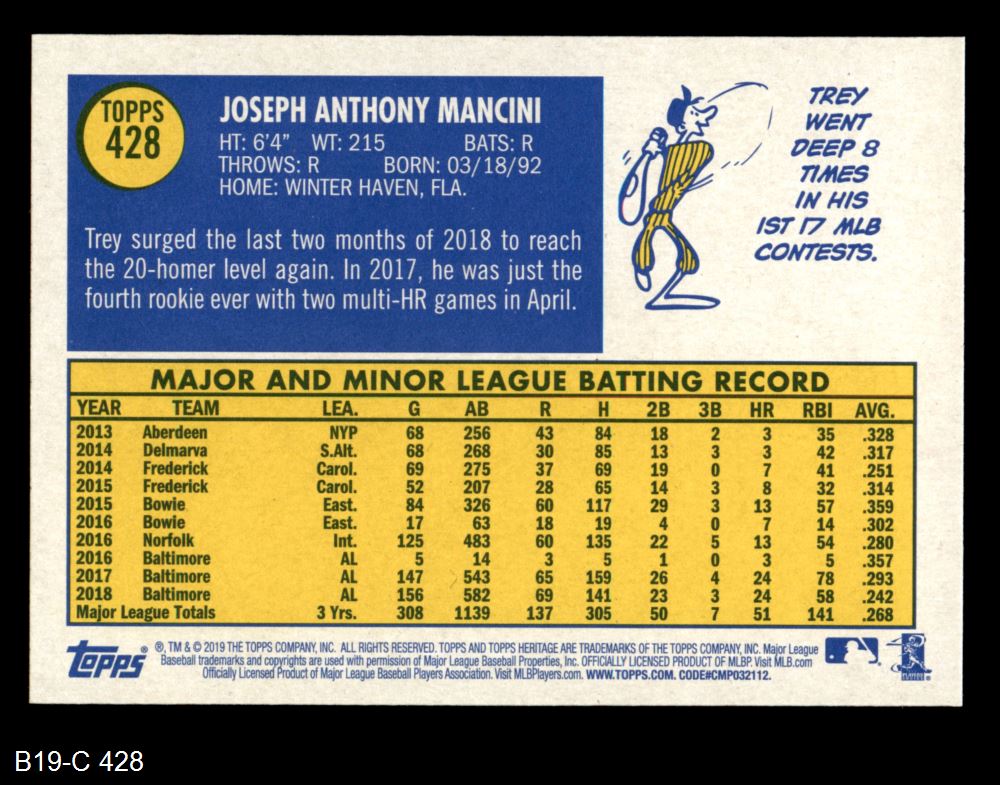 TOPPS
428
JOSEPH ANTHONY MANCINI
HT: 6'4" WT: 215 BATS: R
THROWS: R BORN: 03/18/92
HOME: WINTER HAVEN, FLA.
Trey surged the last two months of 2018 to reach
the 20-homer level again. In 2017, he was just the
fourth rookie ever with two multi-HR games in April.
TREY
WENT
DEEP 8
TIMES
IN HIS
1ST 17 MLB
CONTESTS.
MAJOR AND MINOR LEAGUE BATTING RECORD
YEAR TEAM LEA. G AB R H 2B 3B HR RBI AVG.
2013 Aberdeen NYP 68 256 43 84 18 2 3 35 .328
2014 Delmarva S.Alt. 68 268 30 85 13 3 3 42 .317
2014 Frederick Carol. 69 275 37 69 19 0 7 41 .251
2015 Frederick Carol. 52 207 28 65 14 3 8 32 .314
2015 Bowie East. 84 326 60 117 29 3 13 57 .359
2016 Bowie East. 17 63 18 19 4 0 7 14 .302
2016 Norfolk Int. 125 483 60 135 22 5 13 54 .280
2016 Baltimore AL 5 14 3 5 1 0 3 5 .357
2017 Baltimore AL 147 543 65 159 26 4 24 78 .293
2018 Baltimore AL 156 582 69 141 23 3 24 58 .242
Major League Totals 3 Yrs. 308 1139 137 305 50 7 51 141 .268
topps®
®, TM & © 2019 THE TOPPS COMPANY, INC. ALL RIGHTS RESERVED. TOPPS AND TOPPS HERITAGE ARE TRADEMARKS OF THE TOPPS COMPANY, INC. Major League
Baseball trademarks and copyrights are used with permission of Major League Baseball Properties, Inc. OFFICIALLY LICENSED PRODUCT OF MLBP. Visit MLB.com
Officially Licensed Product of Major League Baseball Players Association. Visit MLBPlayers.com. WWW.TOPPS.COM. CODE#CMP032112.
B19-C 428